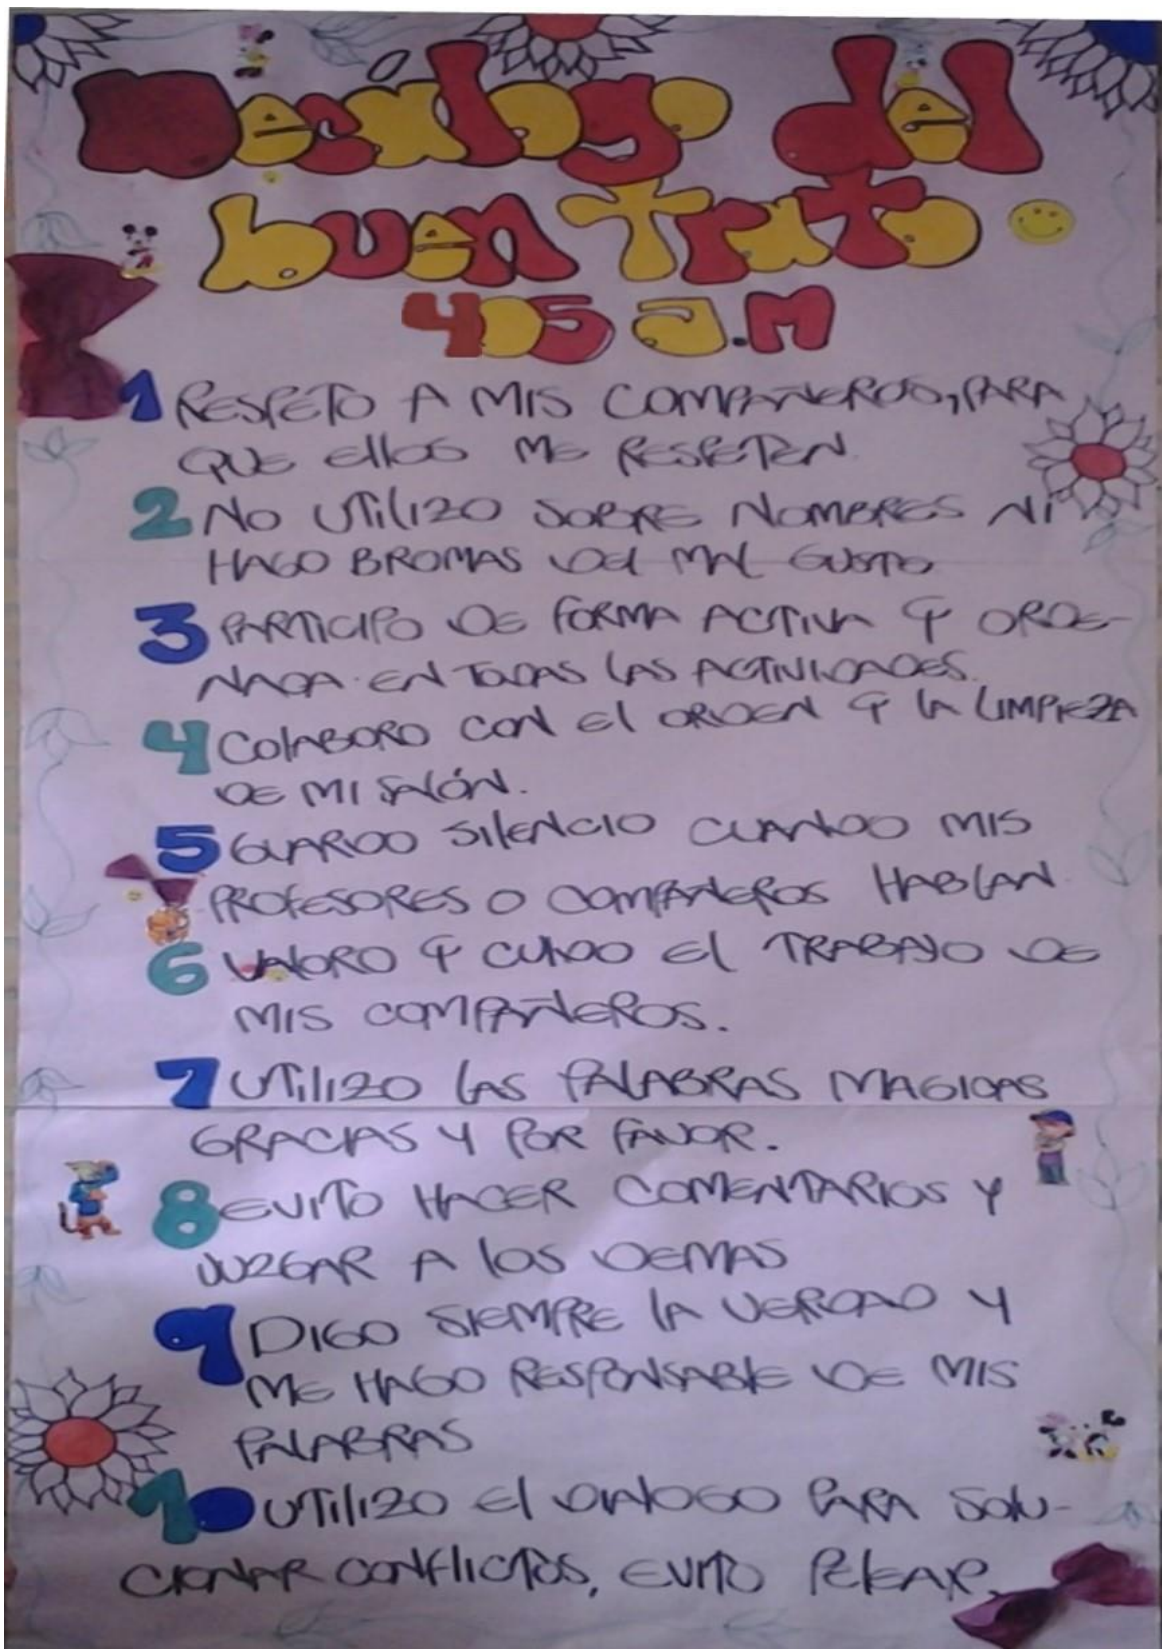 Decálogo del
buen trato
405 a.m
1 RESPETO A MIS COMPAÑEROS, PARA
QUE EllOS ME RESPETEN.
2 NO UTilIZO SOBRE NOMBRES Ni
HAGO BROMAS DEl MAL GUSTO
3 PARTICIPO DE FORMA ACTIVA Y ORDE-
NADA EN TODAS LAS ACTIVIDADES.
4 COlABORO CON El ORDEN Y lA LIMPIEZA
DE MI SAlÓN.
5 GUARDO SIlENCIO CUANDO MIS
PROFESORES O COMPAÑEROS HABLAN.
6 VAlORO Y CUIDO El TRABAJO DE
MIS COMPAÑEROS.
7 UTilIZO LAS PALABRAS MAGICAS
GRACIAS Y POR FAVOR.
8 EVITO HACER COMENTARIOS Y
JUZGAR A lOS DEMAS
9 DIGO SIEMPRE lA VERDAD Y
ME HAGO RESPONSABlE DE MIS
PALABRAS
10 UTilIZO El DIAlOGO PARA SOlU-
CIONAR CONFlICTOS, EVITO PElEAR.